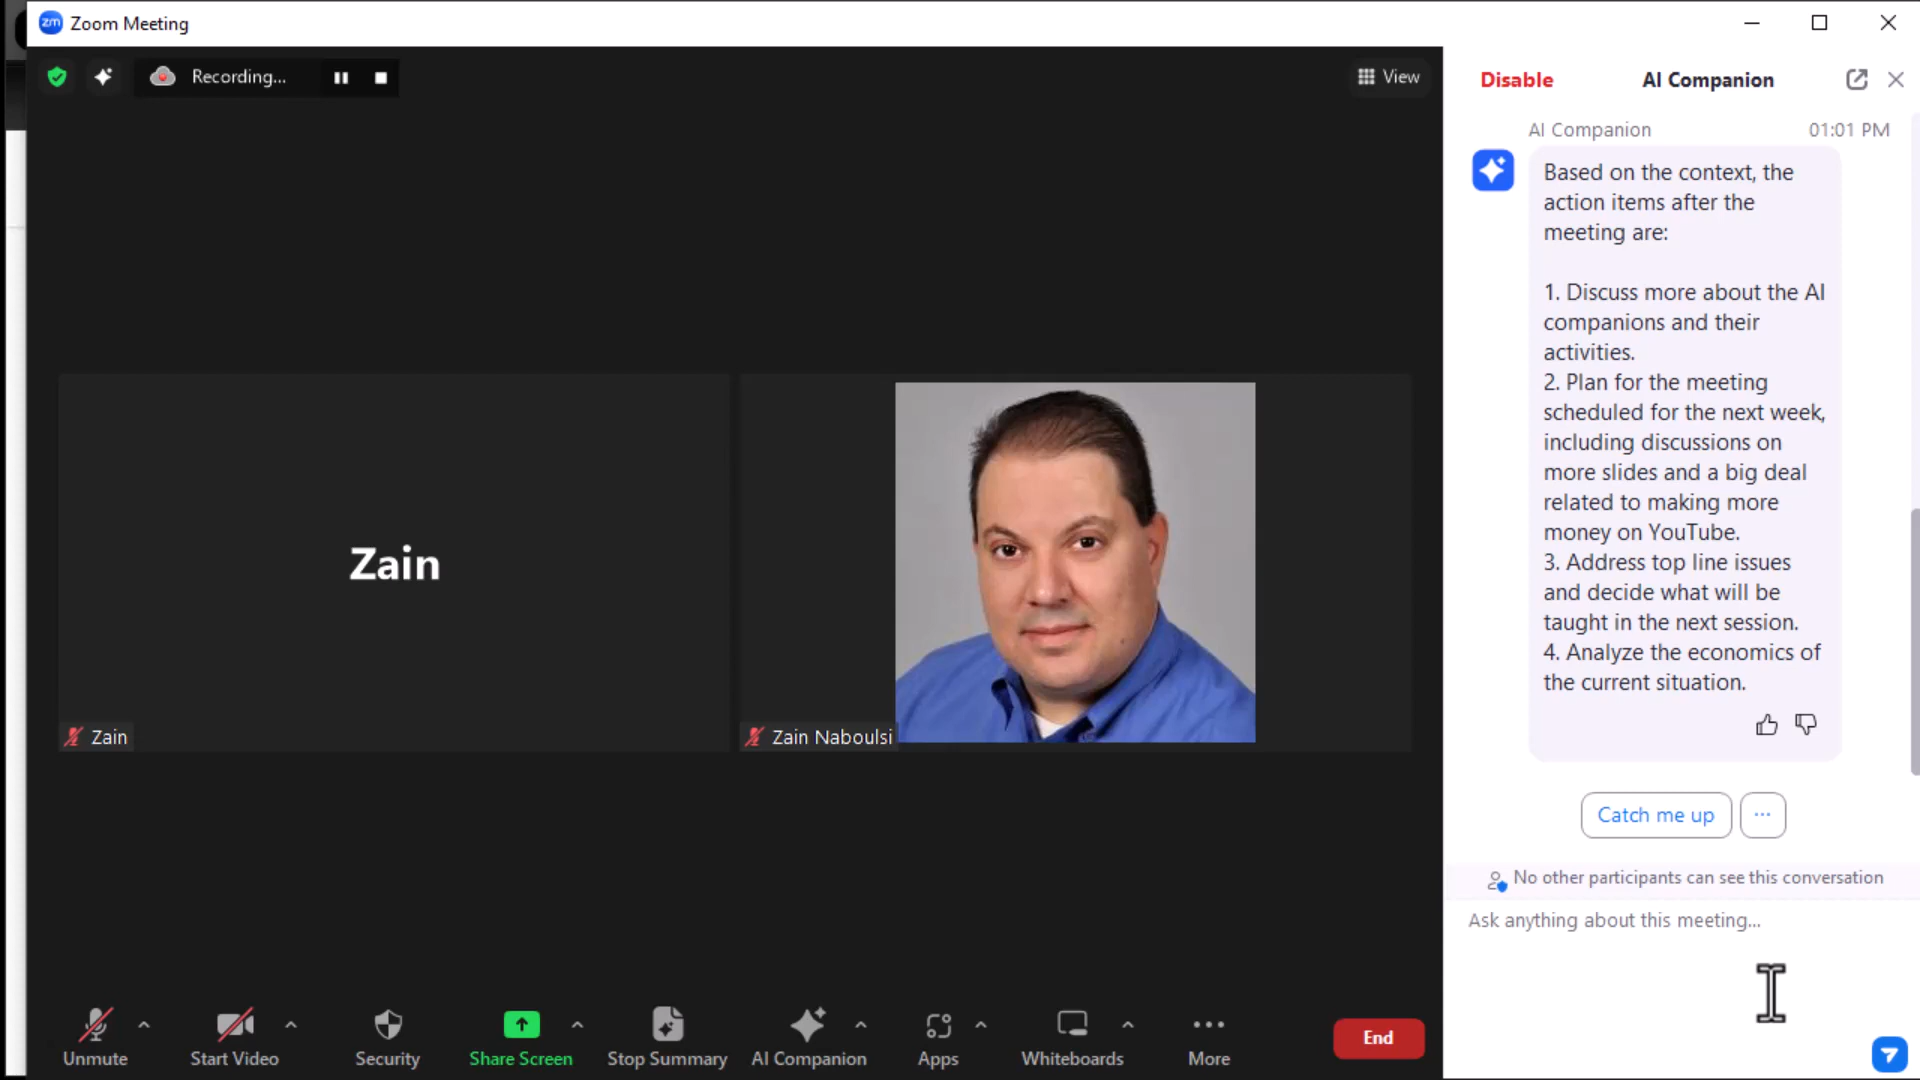 zm Zoom Meeting
Recording...
View
Disable
AI Companion
AI Companion 01:01 PM
Based on the context, the
action items after the
meeting are:
1. Discuss more about the AI
companions and their
activities.
2. Plan for the meeting
scheduled for the next week,
including discussions on
more slides and a big deal
related to making more
money on YouTube.
3. Address top line issues
and decide what will be
taught in the next session.
4. Analyze the economics of
the current situation.
Catch me up
...
No other participants can see this conversation
Ask anything about this meeting...
Zain
Zain
Zain Naboulsi
Unmute
Start Video
Security
Share Screen
Stop Summary
AI Companion
Apps
Whiteboards
More
End